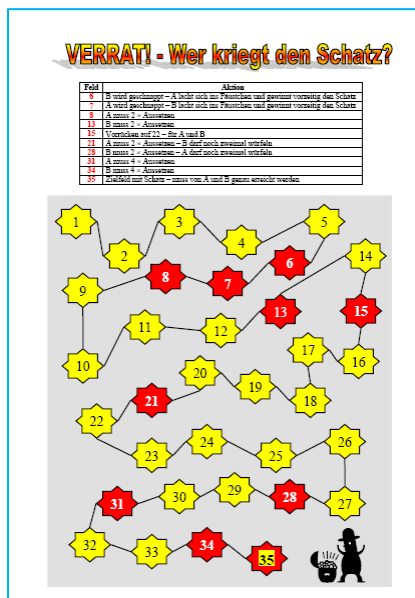 VERRAT! - Wer kriegt den Schatz?
Feld Aktion
6 B wird geschnappt – A lacht sich ins Fäustchen und gewinnt vorzeitig den Schatz
7 A wird geschnappt – B lacht sich ins Fäustchen und gewinnt vorzeitig den Schatz
8 A muss 2 × Aussetzen
13 B muss 2 × Aussetzen
15 Vorrücken auf 22 – für A und B
21 A muss 2 × Aussetzen – B darf noch zweimal würfeln
28 B muss 2 × Aussetzen – A darf noch zweimal würfeln
31 A muss 4 × Aussetzen
34 B muss 4 × Aussetzen
35 Zielfeld mit Schatz – muss von A und B genau erreicht werden
1 2 3 4 5
9 8 7 6 14
10 11 12 13 15
17 16
22 21 20 19 18
23 24 25 26
31 30 29 28 27
32 33 34 35